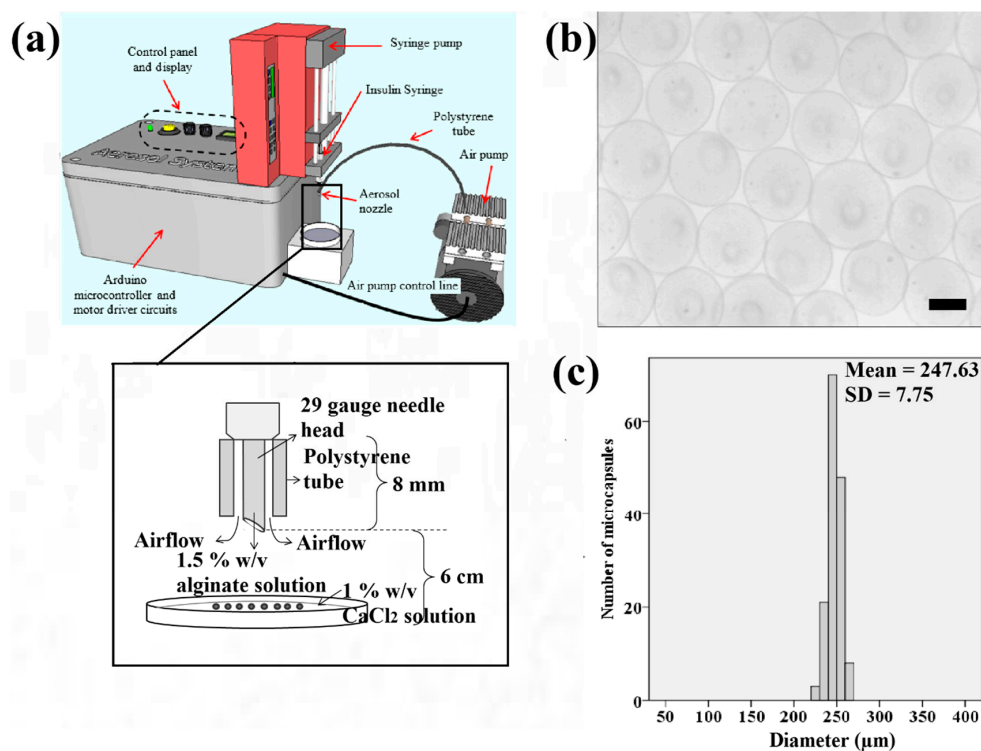 (a)
Control panel
and display
Syringe pump
Insulin Syringe
Polystyrene
tube
Air pump
Aerosol System
Aerosol
nozzle
Arduino
microcontroller and
motor driver circuits
Air pump control line
29 gauge needle
head
Polystyrene
tube
8 mm
Airflow
Airflow
1.5 % w/v
alginate solution
6 cm
1 % w/v
CaCl2 solution
(b)
(c)
Mean = 247.63
SD = 7.75
Number of microcapsules
60
40
20
0
50 100 150 200 250 300 350 400
Diameter (µm)